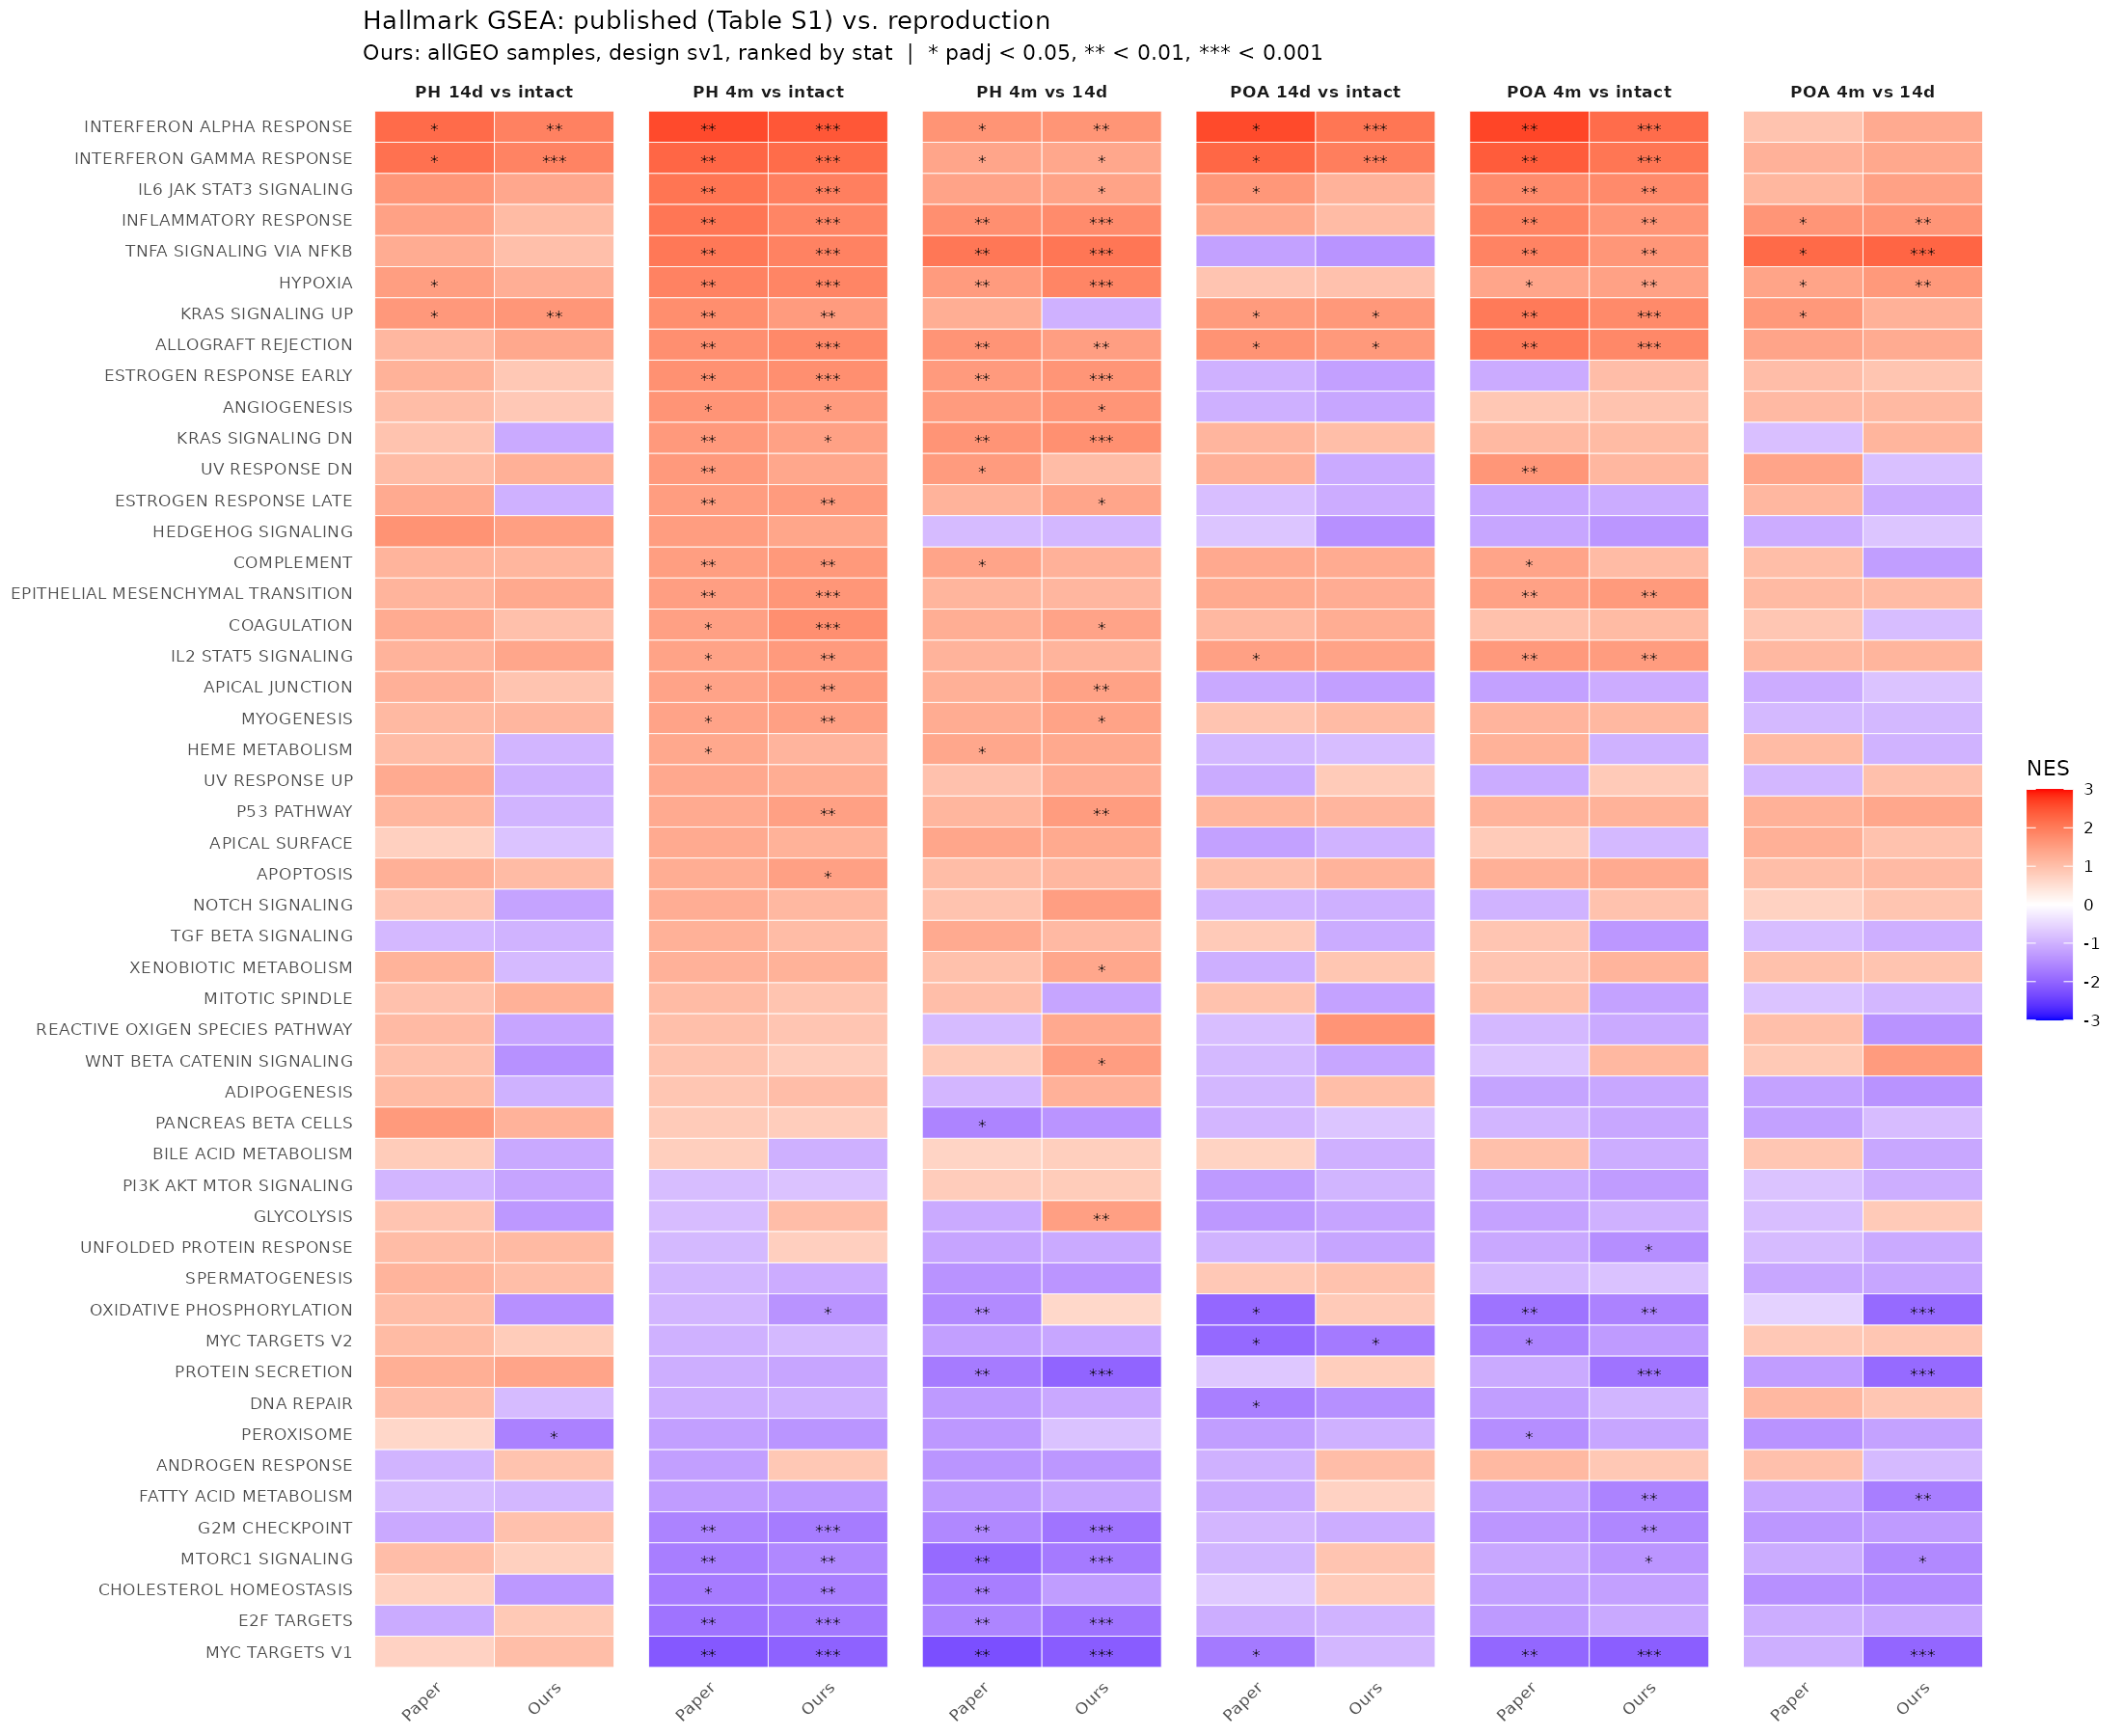 Hallmark GSEA: published (Table S1) vs. reproduction
Ours: allGEO samples, design sv1, ranked by stat | * padj < 0.05, ** < 0.01, *** < 0.001
PH 14d vs intact PH 4m vs intact PH 4m vs 14d POA 14d vs intact POA 4m vs intact POA 4m vs 14d
INTERFERON ALPHA RESPONSE * ** ** *** * ** * *** ** ***
INTERFERON GAMMA RESPONSE * *** ** *** * * * *** ** ***
IL6 JAK STAT3 SIGNALING ** *** * * ** **
INFLAMMATORY RESPONSE ** *** ** *** ** ** * **
TNFA SIGNALING VIA NFKB ** *** ** *** ** ** * ***
HYPOXIA * ** *** ** *** * ** * **
KRAS SIGNALING UP * ** ** ** * * ** *** *
ALLOGRAFT REJECTION ** *** ** ** * * ** ***
ESTROGEN RESPONSE EARLY ** *** ** ***
ANGIOGENESIS * * *
KRAS SIGNALING DN ** * ** ***
UV RESPONSE DN ** * **
ESTROGEN RESPONSE LATE ** ** *
HEDGEHOG SIGNALING
COMPLEMENT ** ** * *
EPITHELIAL MESENCHYMAL TRANSITION ** *** ** **
COAGULATION * *** *
IL2 STAT5 SIGNALING * ** * ** **
APICAL JUNCTION * ** **
MYOGENESIS * ** *
HEME METABOLISM * *
UV RESPONSE UP
P53 PATHWAY ** **
APICAL SURFACE
APOPTOSIS *
NOTCH SIGNALING
TGF BETA SIGNALING
XENOBIOTIC METABOLISM *
MITOTIC SPINDLE
REACTIVE OXIGEN SPECIES PATHWAY
WNT BETA CATENIN SIGNALING *
ADIPOGENESIS
PANCREAS BETA CELLS *
BILE ACID METABOLISM
PI3K AKT MTOR SIGNALING
GLYCOLYSIS **
UNFOLDED PROTEIN RESPONSE *
SPERMATOGENESIS
OXIDATIVE PHOSPHORYLATION * ** * ** ** ***
MYC TARGETS V2 * * *
PROTEIN SECRETION ** *** *** ***
DNA REPAIR *
PEROXISOME * *
ANDROGEN RESPONSE
FATTY ACID METABOLISM ** **
G2M CHECKPOINT ** *** ** *** **
MTORC1 SIGNALING ** ** ** *** * *
CHOLESTEROL HOMEOSTASIS * ** **
E2F TARGETS ** *** ** ***
MYC TARGETS V1 ** *** ** *** * ** *** ***
Paper Ours Paper Ours Paper Ours Paper Ours Paper Ours Paper Ours
NES
3
2
1
0
-1
-2
-3